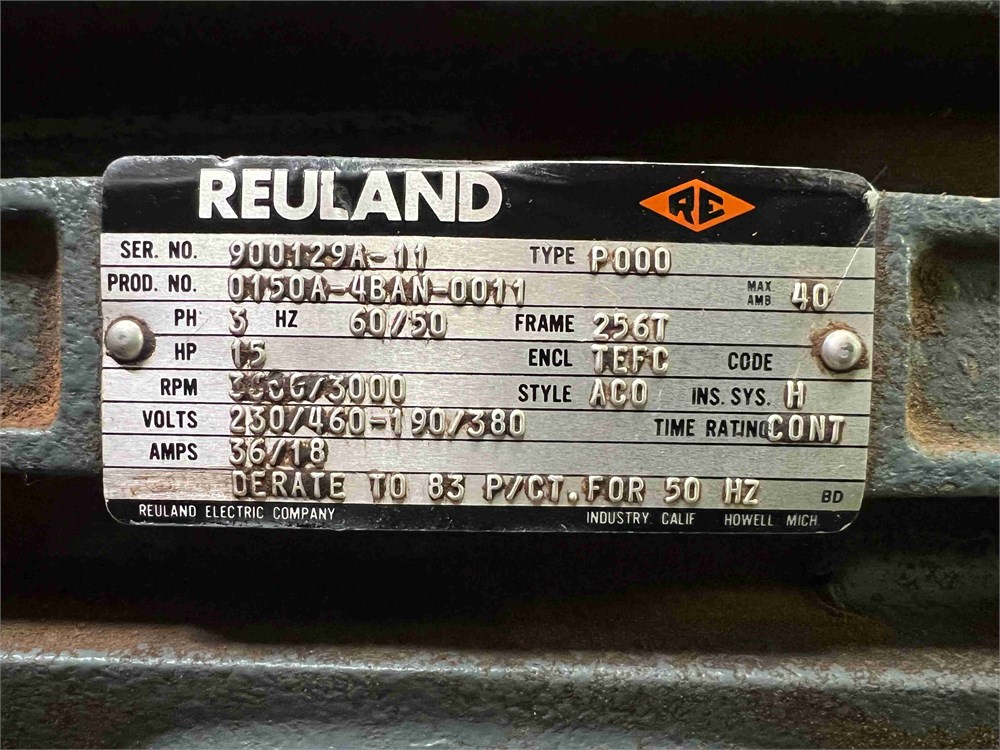 REULAND RE
SER. NO. 900129A-11 TYPE P000
PROD. NO. 0150A-4BAN-0011 MAX AMB 40
PH 3 HZ 60/50 FRAME 256T
HP 15 ENCL TEFC CODE
RPM /3000 STYLE ACO INS. SYS. H
VOLTS 230/460-190/380 TIME RATING CONT
AMPS 36/18
DERATE TO 83 P/CT. FOR 50 HZ BD
REULAND ELECTRIC COMPANY INDUSTRY CALIF HOWELL MICH